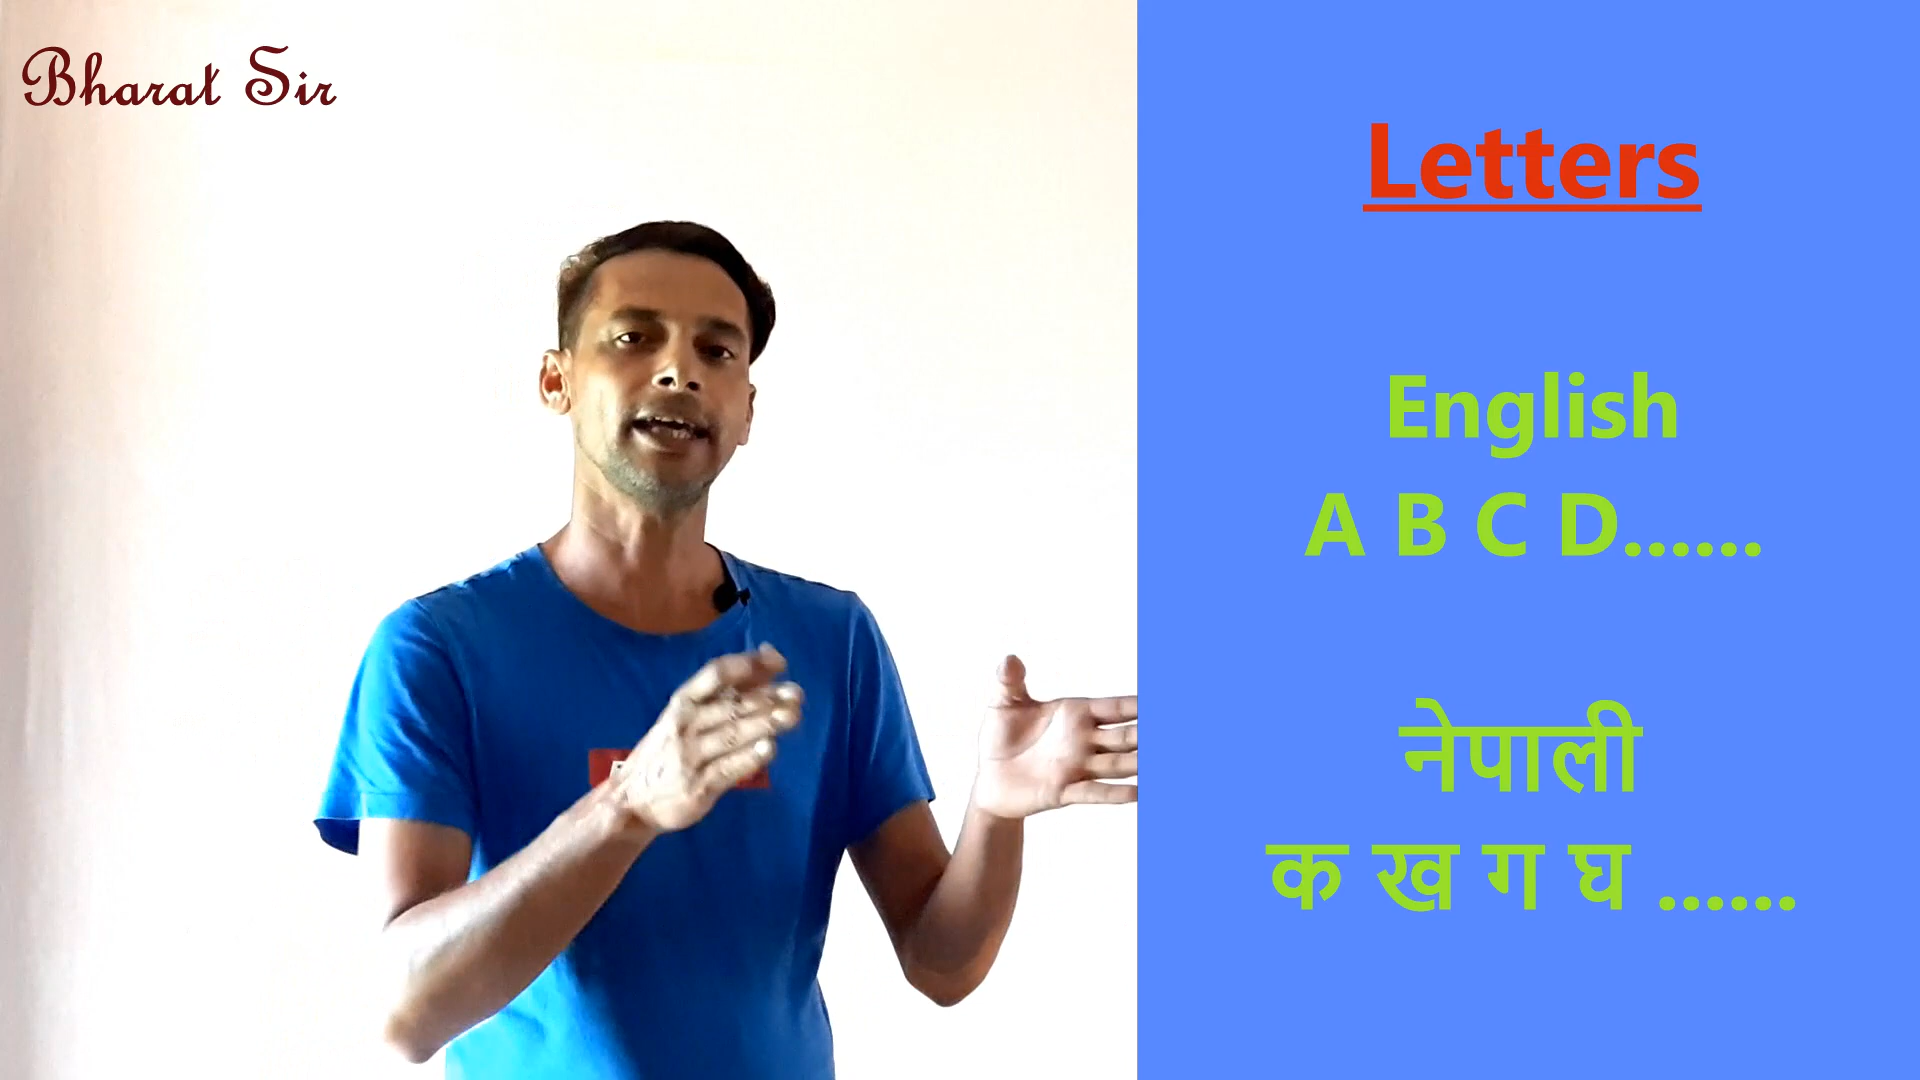 Bharat Sir
Letters
English
A B C D......
नेपाली
क ख ग घ ......